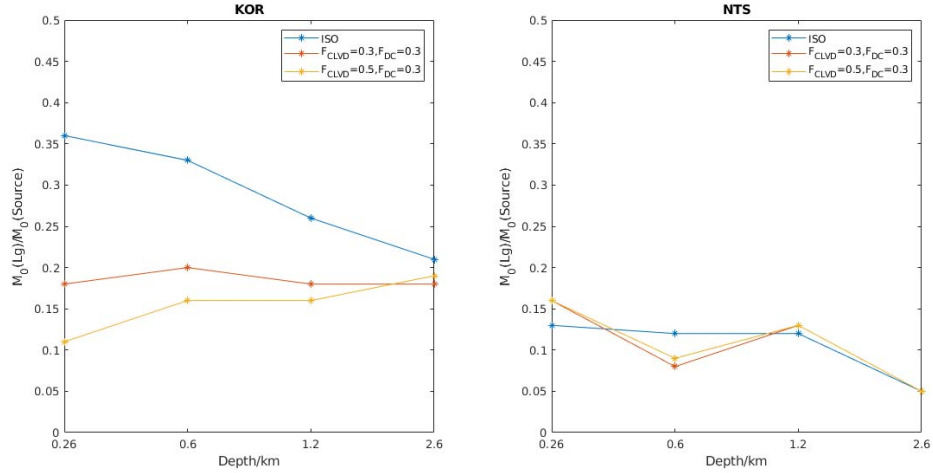 KOR
0.5
0.45
0.4
0.35
0.3
0.25
0.2
0.15
0.1
0.05
0
M0(Lg)/M0(Source)
0.26
0.6
1.2
2.6
Depth/km
ISO
FCLVD=0.3,FDC=0.3
FCLVD=0.5,FDC=0.3
NTS
0.5
0.45
0.4
0.35
0.3
0.25
0.2
0.15
0.1
0.05
0
M0(Lg)/M0(Source)
0.26
0.6
1.2
2.6
Depth/km
ISO
FCLVD=0.3,FDC=0.3
FCLVD=0.5,FDC=0.3